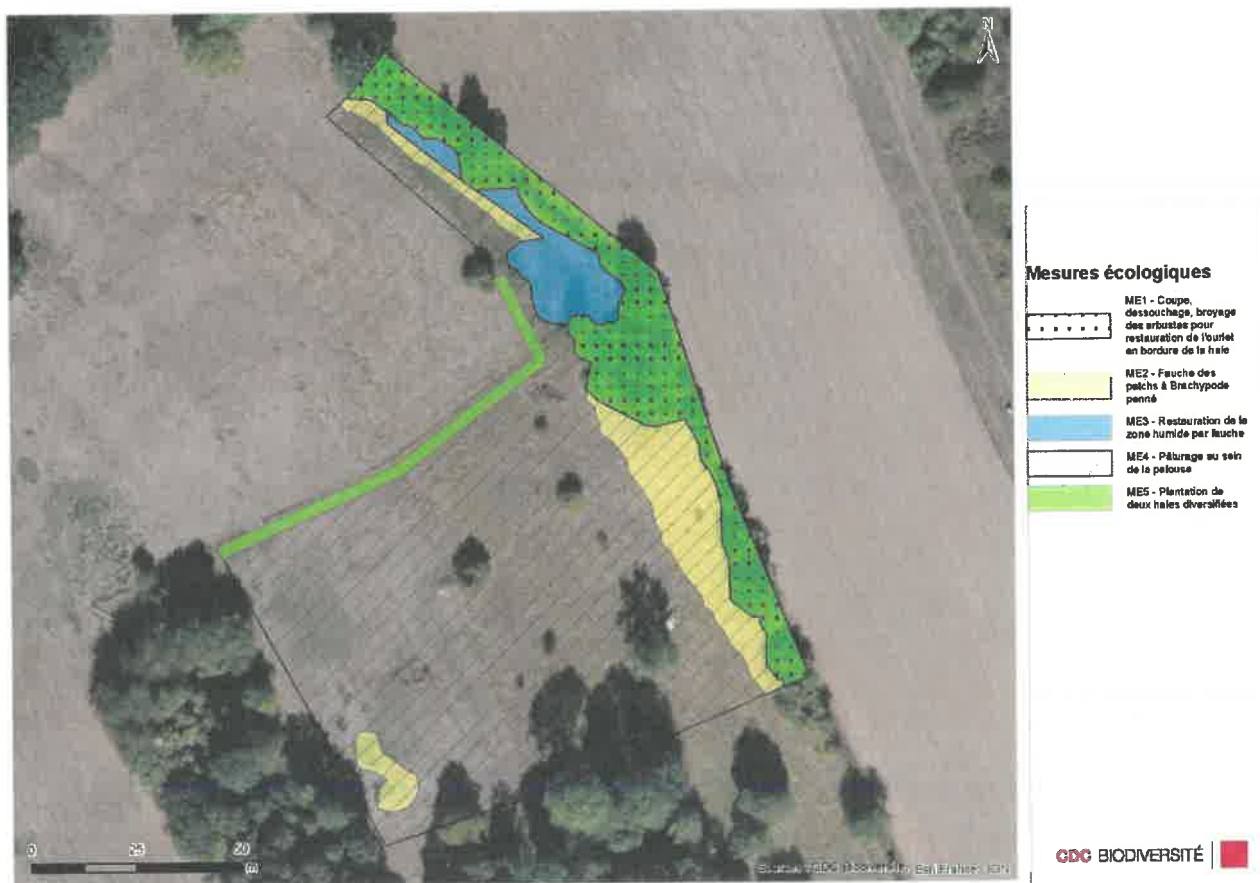 N
Mesures écologiques
ME1 - Coupe,
dessouchage, broyage
des arbustes pour
restauration de l'ourlet
en bordure de la haie
ME2 - Fauche des
patchs à Brachypode
penné
ME3 - Restauration de la
zone humide par fauche
ME4 - Pâturage au sein
de la pelouse
ME5 - Plantation de
deux haies diversifiées
0 25 50
m
IGN
CDC BIODIVERSITÉ